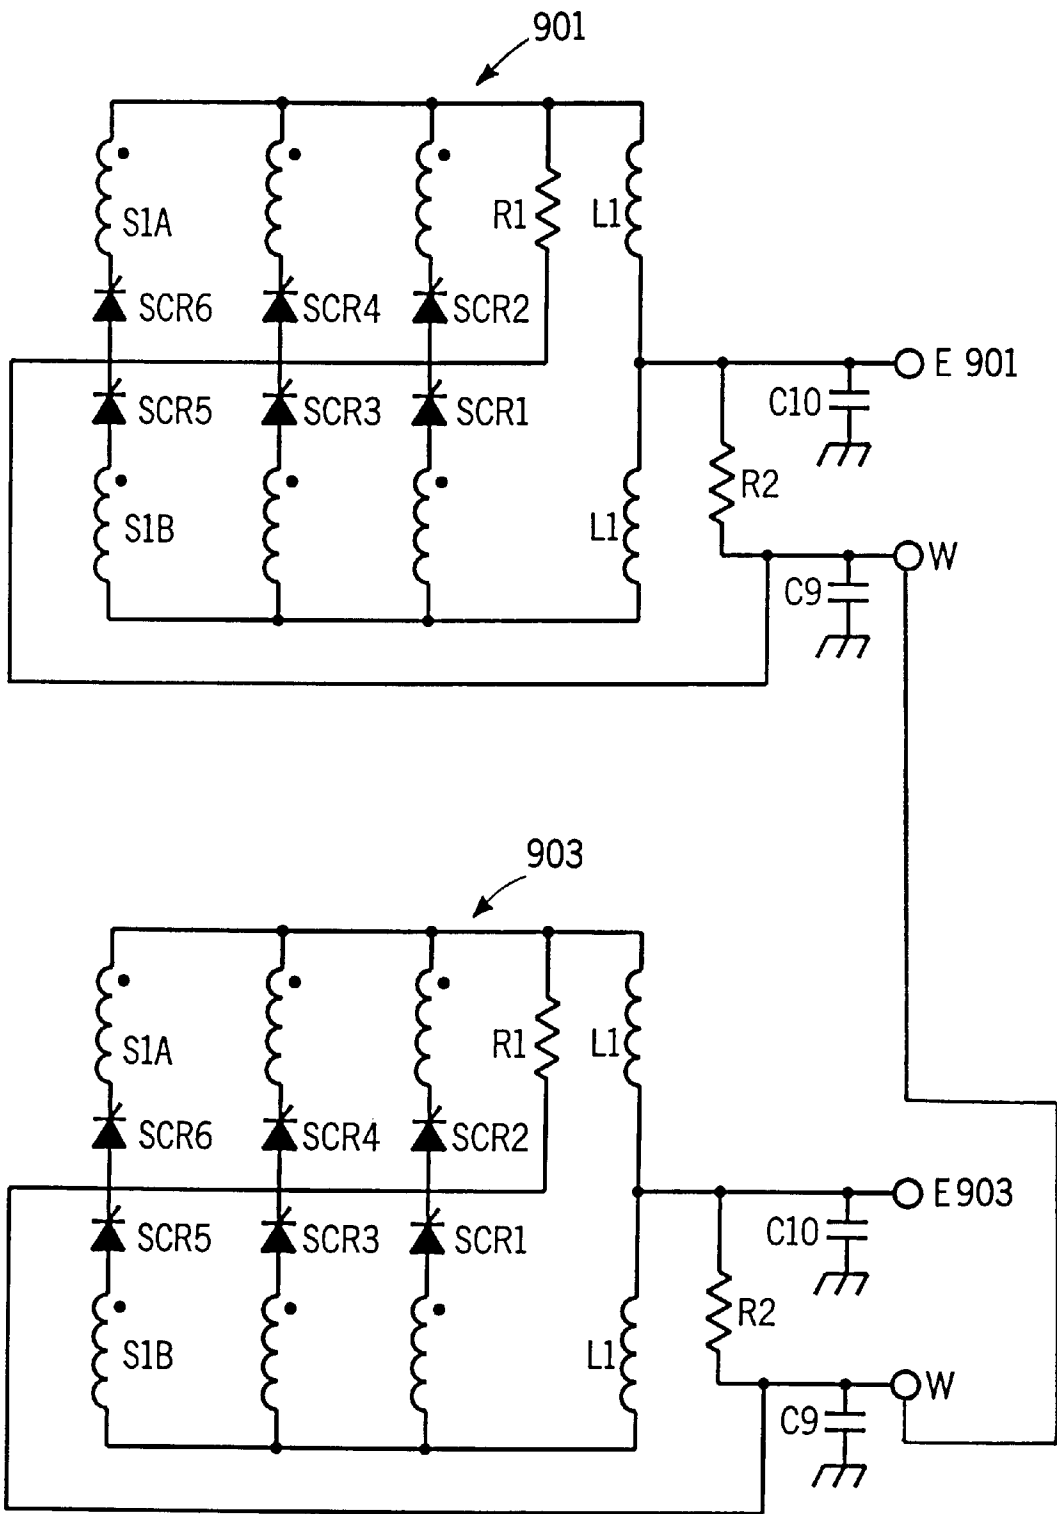 901
S1A
R1
L1
SCR6
SCR4
SCR2
E 901
C10
SCR5
SCR3
SCR1
R2
S1B
L1
W
C9
903
S1A
R1
L1
SCR6
SCR4
SCR2
E903
C10
SCR5
SCR3
SCR1
R2
S1B
L1
W
C9